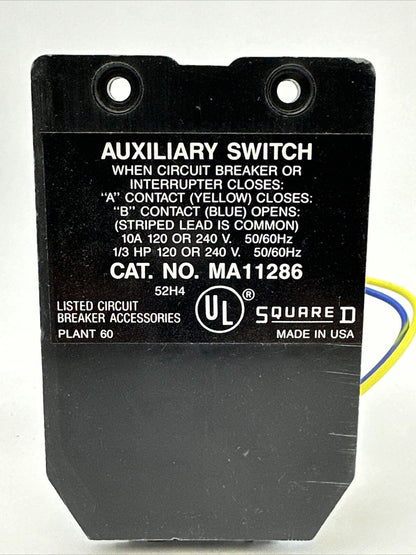 AUXILIARY SWITCH
WHEN CIRCUIT BREAKER OR
INTERRUPTER CLOSES:
"A" CONTACT (YELLOW) CLOSES:
"B" CONTACT (BLUE) OPENS:
(STRIPED LEAD IS COMMON)
10A 120 OR 240 V. 50/60Hz
1/3 HP 120 OR 240 V. 50/60Hz
CAT. NO. MA11286
52H4
LISTED CIRCUIT
BREAKER ACCESSORIES
PLANT 60
UL ®
SQUARE D
MADE IN USA